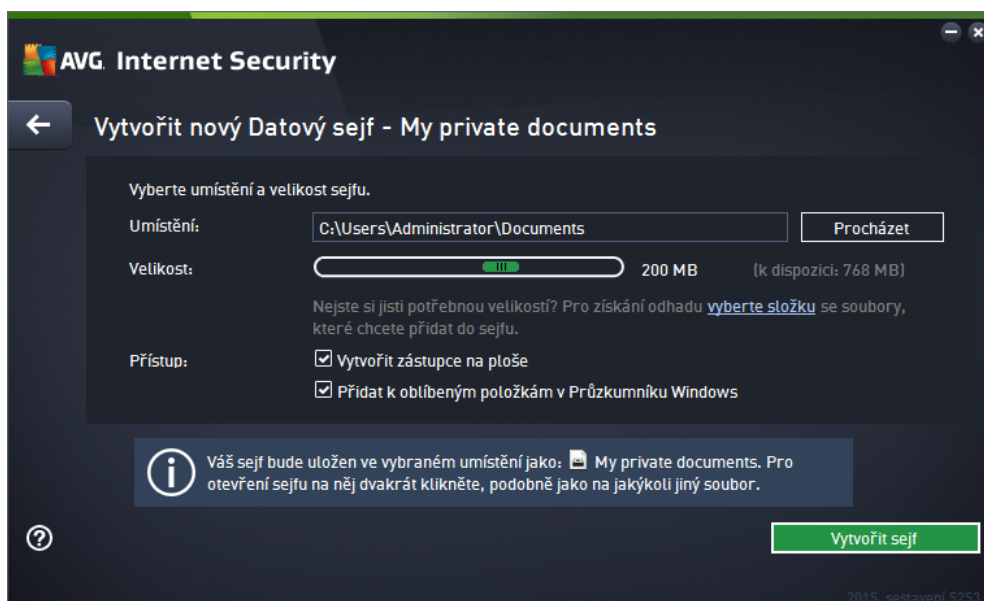 AVG Internet Security
Vytvořit nový Datový sejf - My private documents
Vyberte umístění a velikost sejfu.
Umístění: C:\Users\Administrator\Documents Procházet
Velikost: 200 MB (k dispozici: 768 MB)
Nejste si jisti potřebnou velikostí? Pro získání odhadu vyberte složku se soubory,
které chcete přidat do sejfu.
Přístup: Vytvořit zástupce na ploše
Přidat k oblíbeným položkám v Průzkumníku Windows
Váš sejf bude uložen ve vybraném umístění jako: My private documents. Pro
otevření sejfu na něj dvakrát klikněte, podobně jako na jakýkoli jiný soubor.
Vytvořit sejf
2015, sestavení 5253